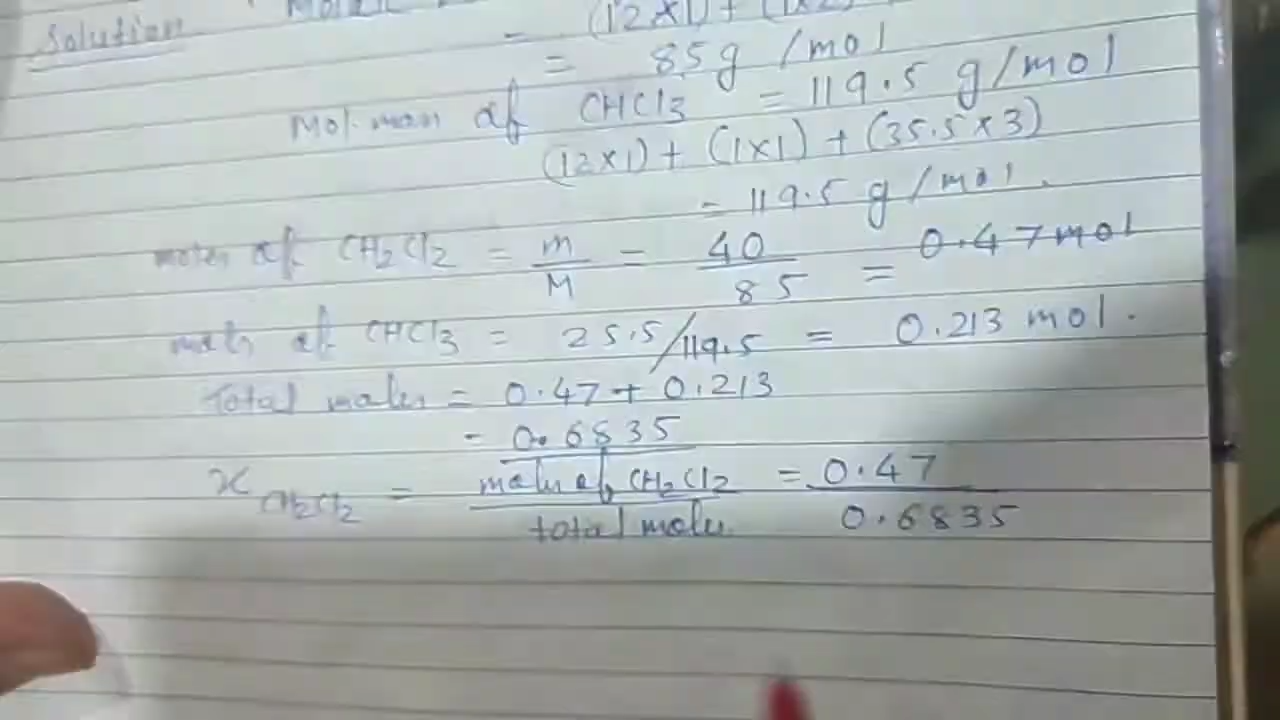 Solution
(12×1) + (1×2)
= 85 g /mol
Mol. mass of CHCl3 = 119.5 g/mol
(12×1) + (1×1) + (35.5×3)
= 119.5 g /mol.
moles of CH2Cl2 = m/M = 40/85 = 0.47 mol
moles of CHCl3 = 25.5/119.5 = 0.213 mol.
Total moles = 0.47 + 0.213
= 0.6835
x CH2Cl2 = moles of CH2Cl2 / total moles = 0.47 / 0.6835